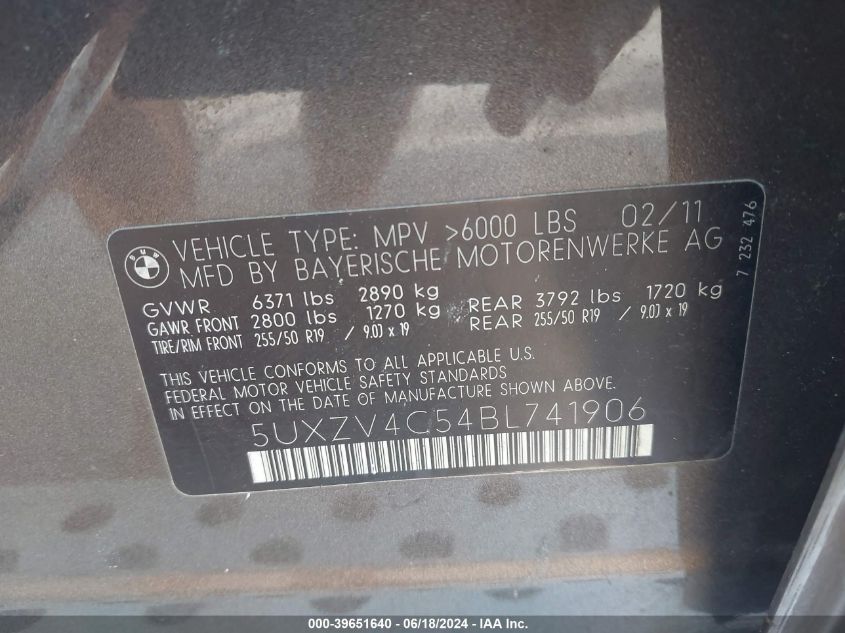 BMW
VEHICLE TYPE: MPV >6000 LBS 02/11
MFD BY BAYERISCHE MOTORENWERKE AG
7 232 476
GVWR 6371 lbs 2890 kg
GAWR FRONT 2800 lbs 1270 kg REAR 3792 lbs 1720 kg
TIRE/RIM FRONT 255/50 R19 / 9.0J x 19 REAR 255/50 R19 / 9.0J x 19
THIS VEHICLE CONFORMS TO ALL APPLICABLE U.S.
FEDERAL MOTOR VEHICLE SAFETY STANDARDS
IN EFFECT ON THE DATE OF MANUFACTURE SHOWN ABOVE.
5UXZV4C54BL741906
000-39651640 - 06/18/2024 - IAA Inc.